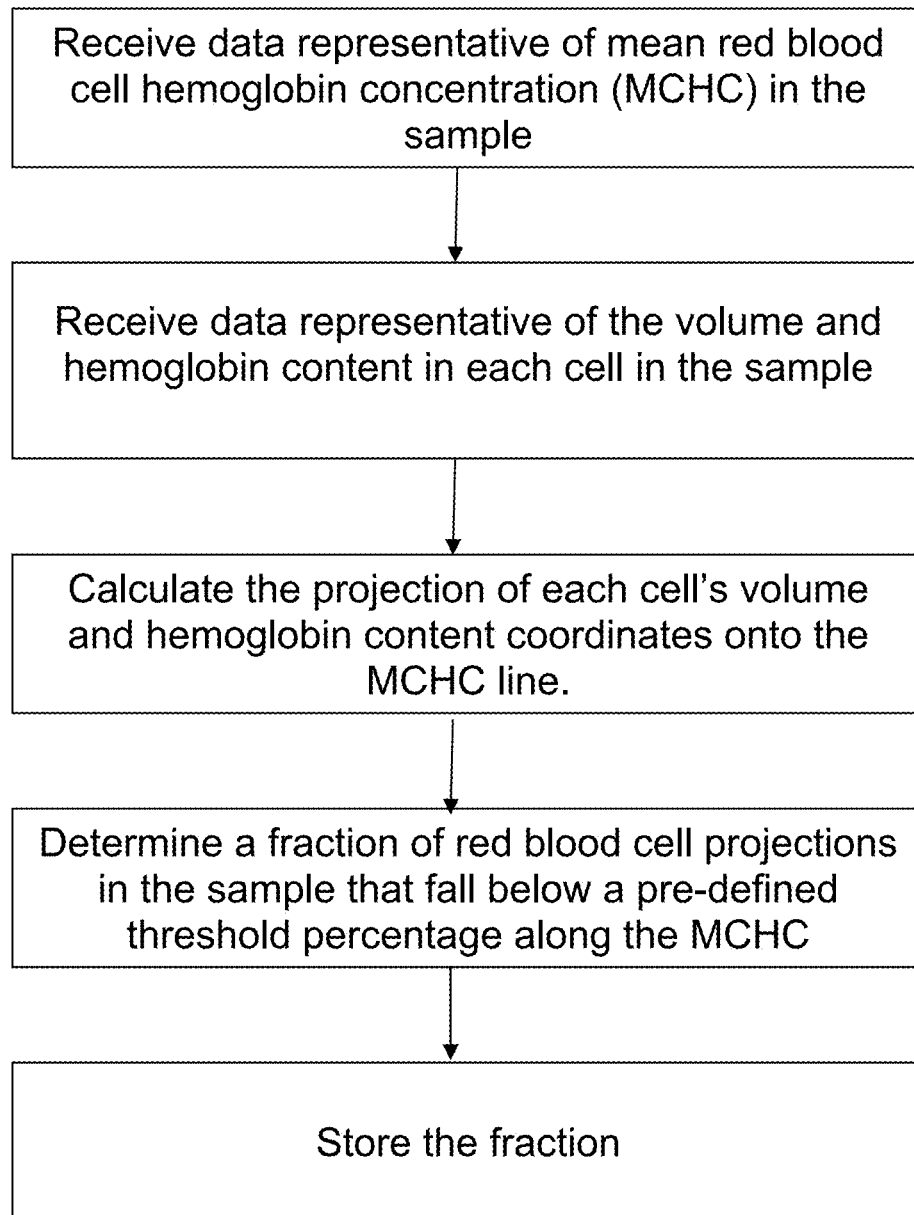 Receive data representative of mean red blood
cell hemoglobin concentration (MCHC) in the
sample
Receive data representative of the volume and
hemoglobin content in each cell in the sample
Calculate the projection of each cell's volume
and hemoglobin content coordinates onto the
MCHC line.
Determine a fraction of red blood cell projections
in the sample that fall below a pre-defined
threshold percentage along the MCHC
Store the fraction